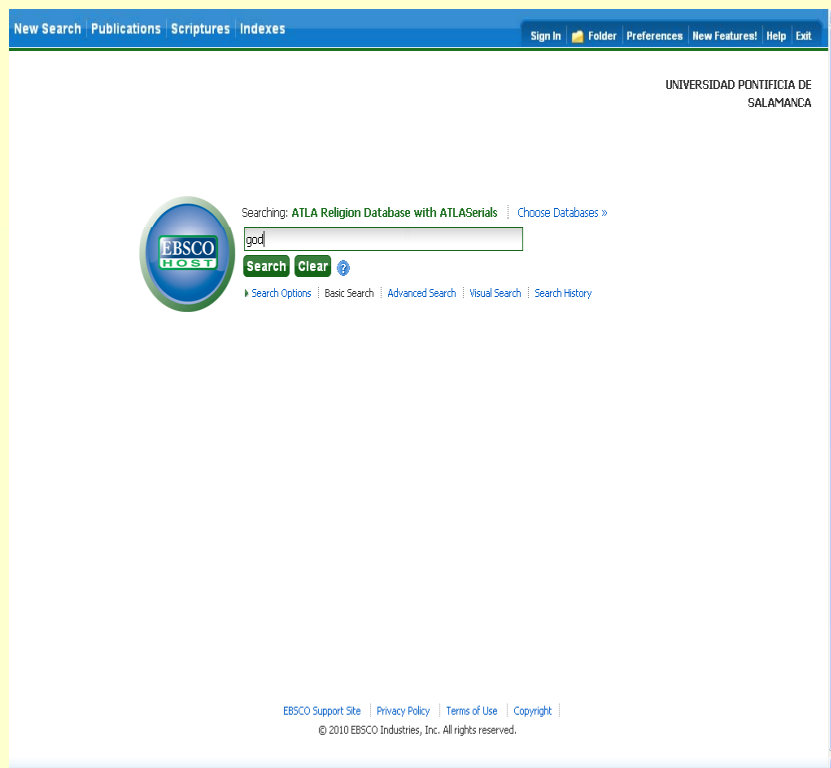 New Search Publications Scriptures Indexes
Sign In Folder Preferences New Features! Help Exit
UNIVERSIDAD PONTIFICIA DE
SALAMANCA
EBSCO
HOST
Searching: ATLA Religion Database with ATLASerials Choose Databases »
god
Search Clear ?
Search Options Basic Search Advanced Search Visual Search Search History
EBSCO Support Site Privacy Policy Terms of Use Copyright
© 2010 EBSCO Industries, Inc. All rights reserved.